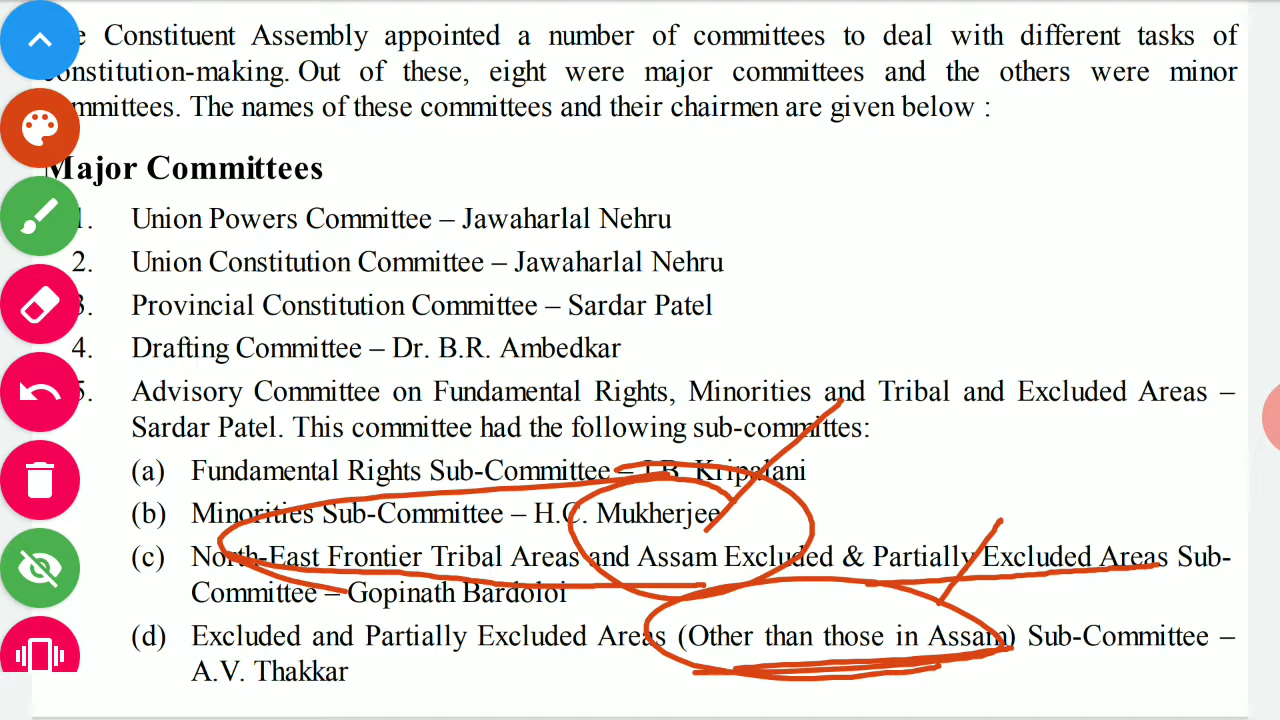 e Constituent Assembly appointed a number of committees to deal with different tasks of
onstitution-making. Out of these, eight were major committees and the others were minor
mmittees. The names of these committees and their chairmen are given below :
Major Committees
1. Union Powers Committee – Jawaharlal Nehru
2. Union Constitution Committee – Jawaharlal Nehru
3. Provincial Constitution Committee – Sardar Patel
4. Drafting Committee – Dr. B.R. Ambedkar
5. Advisory Committee on Fundamental Rights, Minorities and Tribal and Excluded Areas –
Sardar Patel. This committee had the following sub-committes:
(a) Fundamental Rights Sub-Committee – J.B. Kripalani
(b) Minorities Sub-Committee – H.C. Mukherjee
(c) North-East Frontier Tribal Areas and Assam Excluded & Partially Excluded Areas Sub-
Committee – Gopinath Bardoloi
(d) Excluded and Partially Excluded Areas (Other than those in Assam) Sub-Committee –
A.V. Thakkar